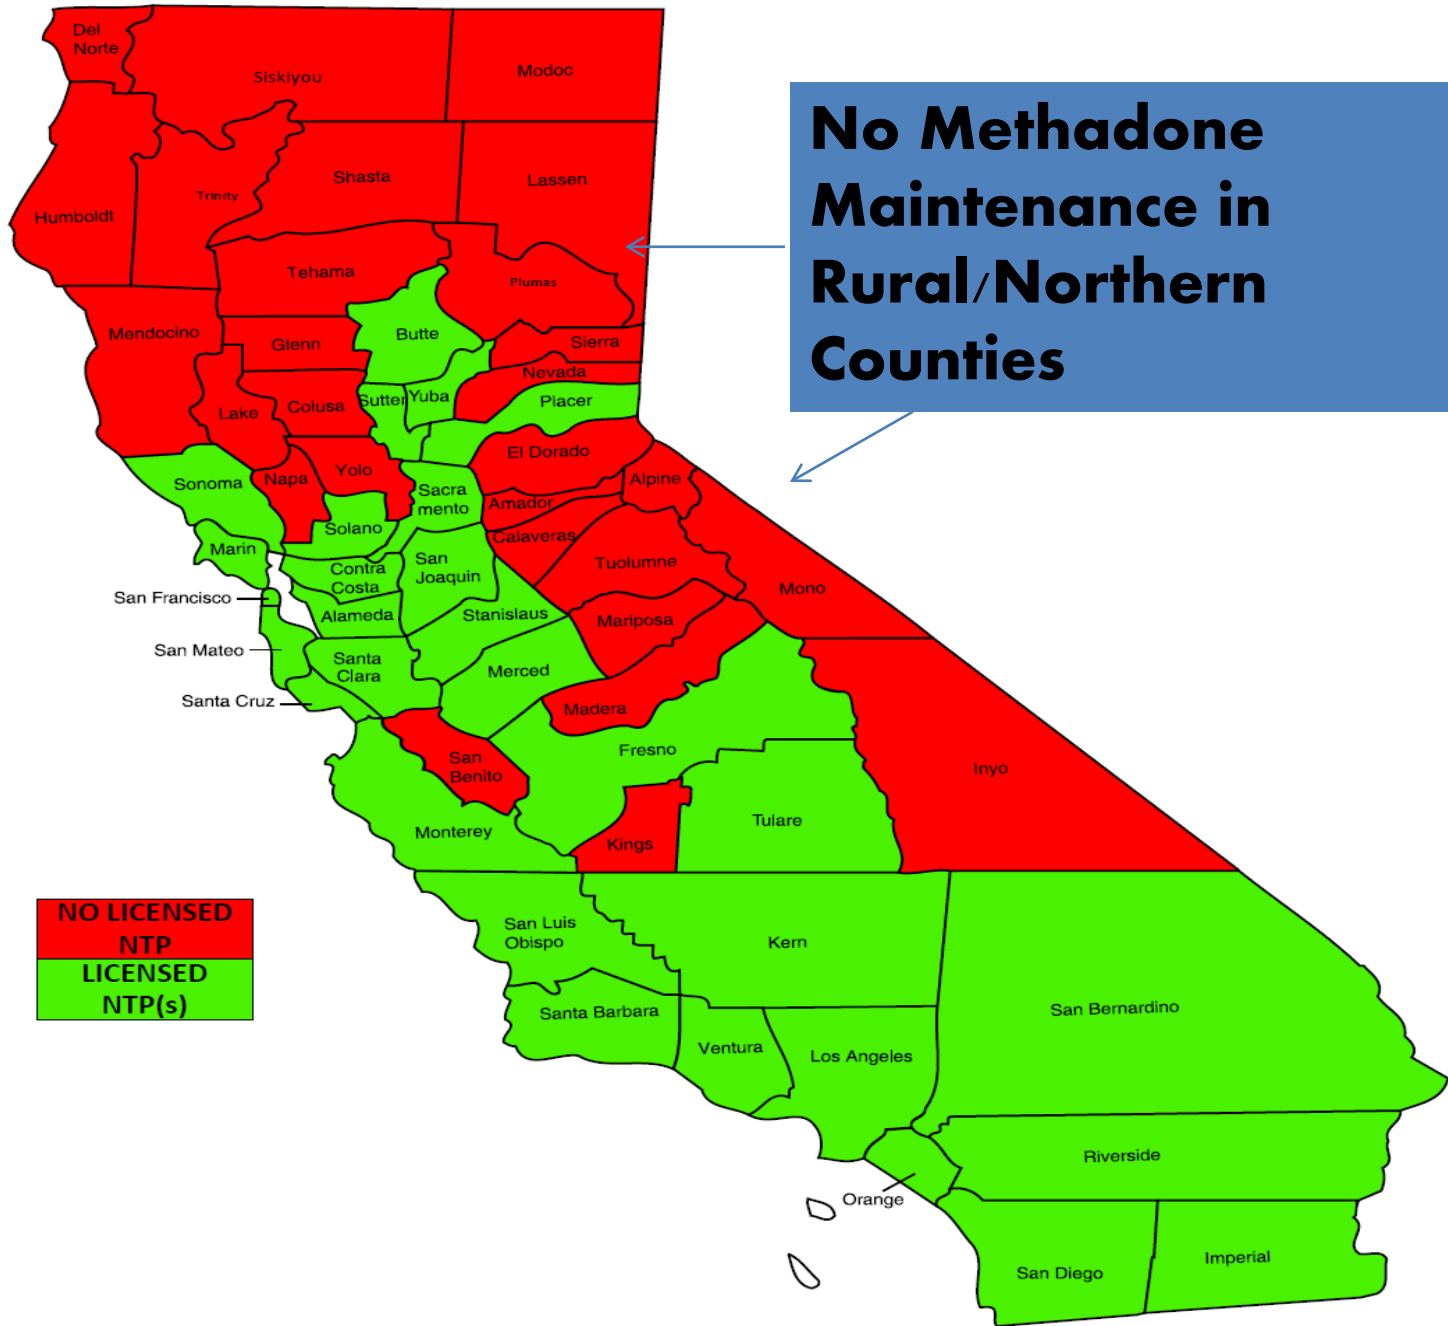 Del
Norte
Siskiyou
Modoc
No Methadone
Maintenance in
Rural/Northern
Counties
Humboldt
Trinity
Shasta
Lassen
Tehama
Plumas
Mendocino
Glenn
Butte
Sierra
Nevada
Lake
Colusa
Sutter
Yuba
Placer
El Dorado
Sonoma
Napa
Yolo
Sacra
mento
Amador
Alpine
Solano
Calaveras
Marin
Contra
Costa
San
Joaquin
Tuolumne
Mono
San Francisco
Alameda
Stanislaus
Mariposa
San Mateo
Santa
Clara
Merced
Santa Cruz
Madera
San
Benito
Fresno
Inyo
Monterey
Kings
Tulare
NO LICENSED
NTP
LICENSED
NTP(s)
San Luis
Obispo
Kern
Santa Barbara
Ventura
Los Angeles
San Bernardino
Riverside
Orange
San Diego
Imperial